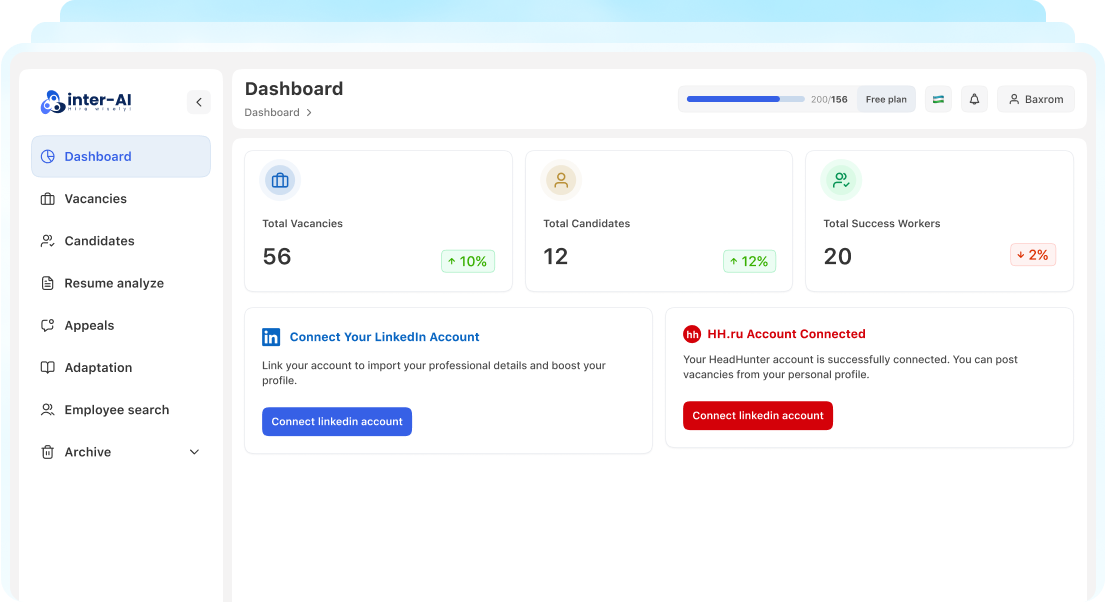 inter-AI
Hire wisely!
Dashboard
Dashboard
200/156
Free plan
Baxrom
Dashboard
Vacancies
Candidates
Resume analyze
Appeals
Adaptation
Employee search
Archive
Total Vacancies
56
10%
Total Candidates
12
12%
Total Success Workers
20
2%
in
Connect Your LinkedIn Account
Link your account to import your professional details and boost your
profile.
Connect linkedin account
hh
HH.ru Account Connected
Your HeadHunter account is successfully connected. You can post
vacancies from your personal profile.
Connect linkedin account